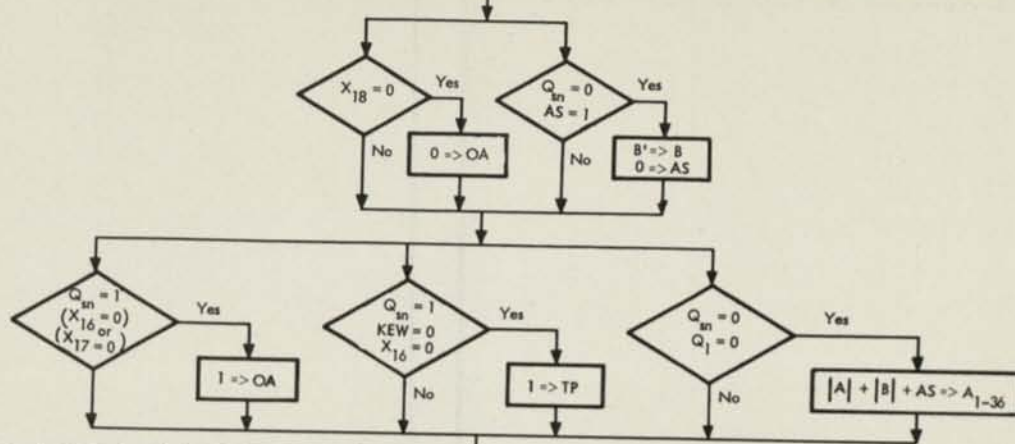 X18 = 0
Yes
No
0 => OA
Qsn = 0
AS = 1
Yes
No
B' => B
0 => AS
Qsn = 1
(X16 = 0)
or
(X17 = 0)
Yes
No
1 => OA
Qsn = 1
KEW = 0
X16 = 0
Yes
No
1 => TP
Qsn = 0
Q1 = 0
Yes
No
|A| + |B| + AS => A1-36